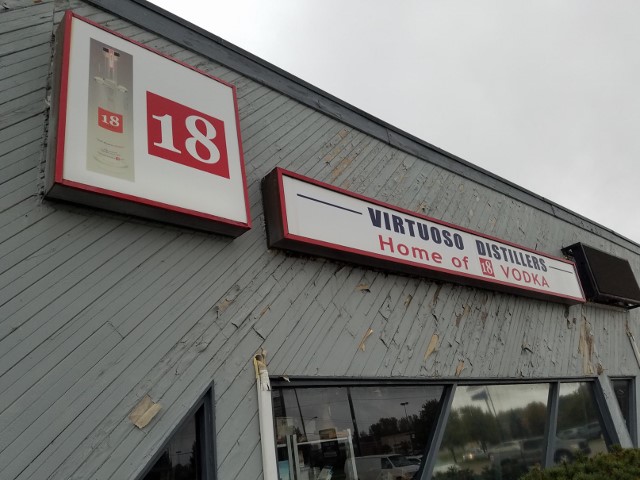 18
18
VIRTUOSO DISTILLERS
Home of 18 VODKA